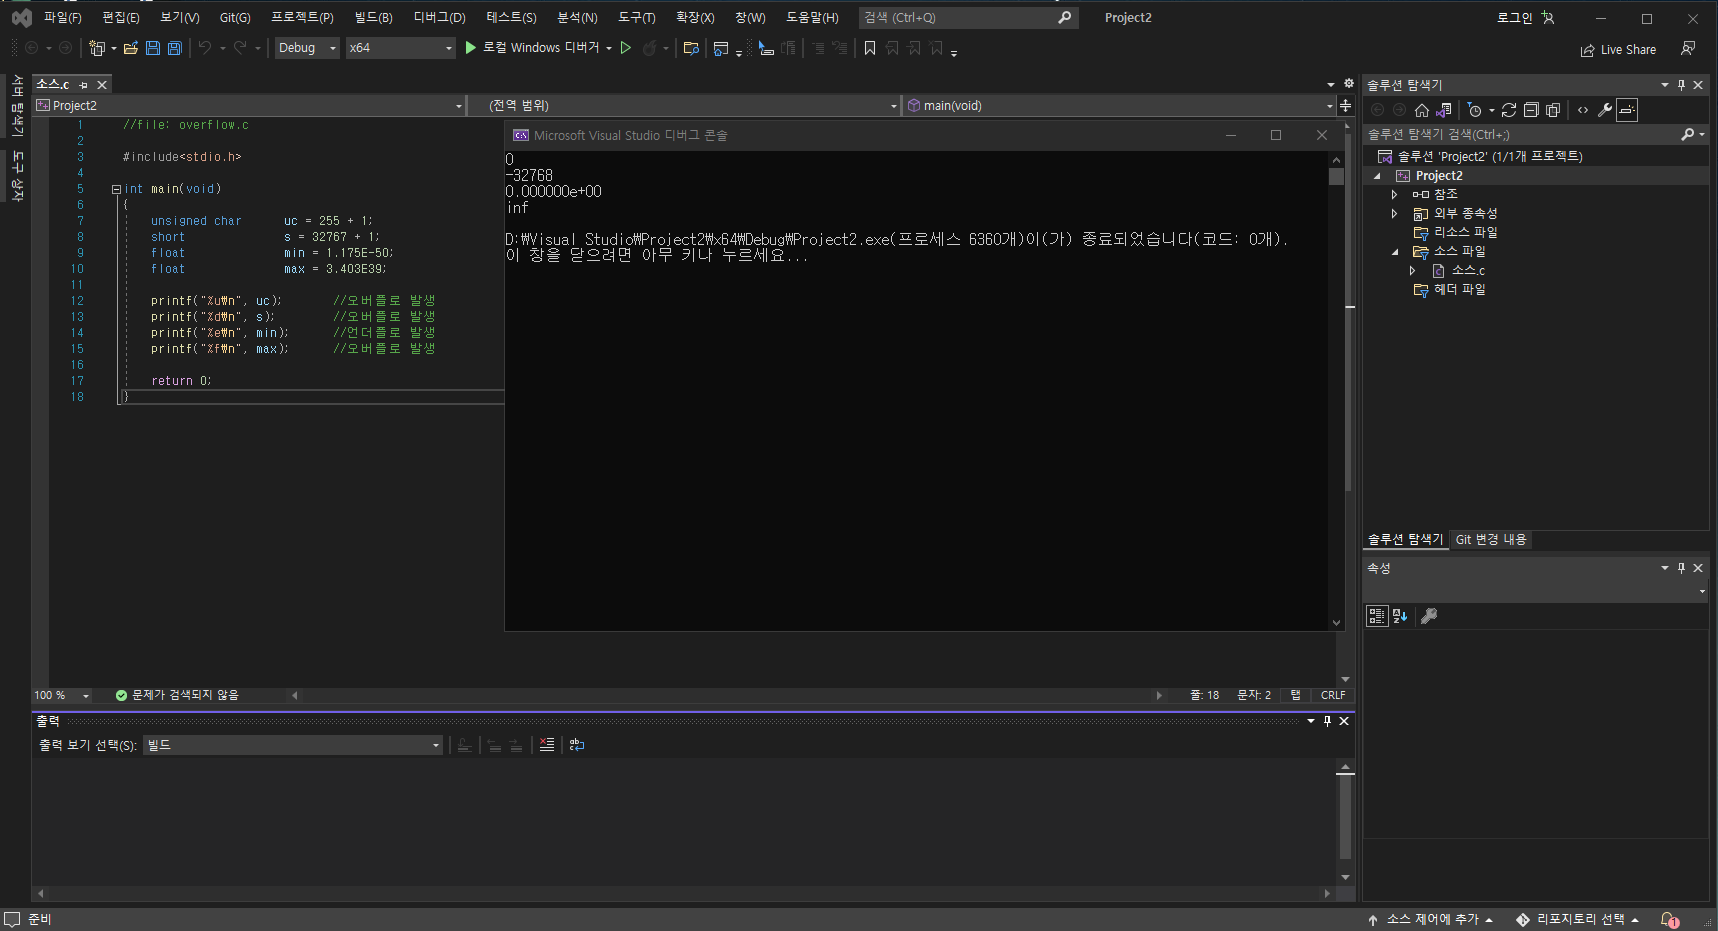 파일(F) 편집(E) 보기(V) Git(G) 프로젝트(P) 빌드(B) 디버그(D) 테스트(S) 분석(N) 도구(T) 확장(X) 창(W) 도움말(H) 검색 (Ctrl+Q) Project2 로그인
Debug x64 로컬 Windows 디버거 Live Share
서버 탐색기
도구 상자
소스.c
Project2 (전역 범위) main(void)
1 //file: overflow.c
2
3 #include<stdio.h>
4
5 int main(void)
6 {
7 unsigned char uc = 255 + 1;
8 short s = 32767 + 1;
9 float min = 1.175E-50;
10 float max = 3.403E39;
11
12 printf("%u₩n", uc); //오버플로 발생
13 printf("%d₩n", s); //오버플로 발생
14 printf("%e₩n", min); //언더플로 발생
15 printf("%f₩n", max); //오버플로 발생
16
17 return 0;
18 }
Microsoft Visual Studio 디버그 콘솔
0
-32768
0.000000e+00
inf
D:₩Visual Studio₩Project2₩x64₩Debug₩Project2.exe(프로세스 6360개)이(가) 종료되었습니다(코드: 0개).
이 창을 닫으려면 아무 키나 누르세요...
100 % 문제가 검색되지 않음 줄: 18 문자: 2 탭 CRLF
출력
출력 보기 선택(S): 빌드
솔루션 탐색기
솔루션 탐색기 검색(Ctrl+;)
솔루션 'Project2' (1/1개 프로젝트)
Project2
참조
외부 종속성
리소스 파일
소스 파일
소스.c
헤더 파일
솔루션 탐색기 Git 변경 내용
속성
준비 소스 제어에 추가 리포지토리 선택 1